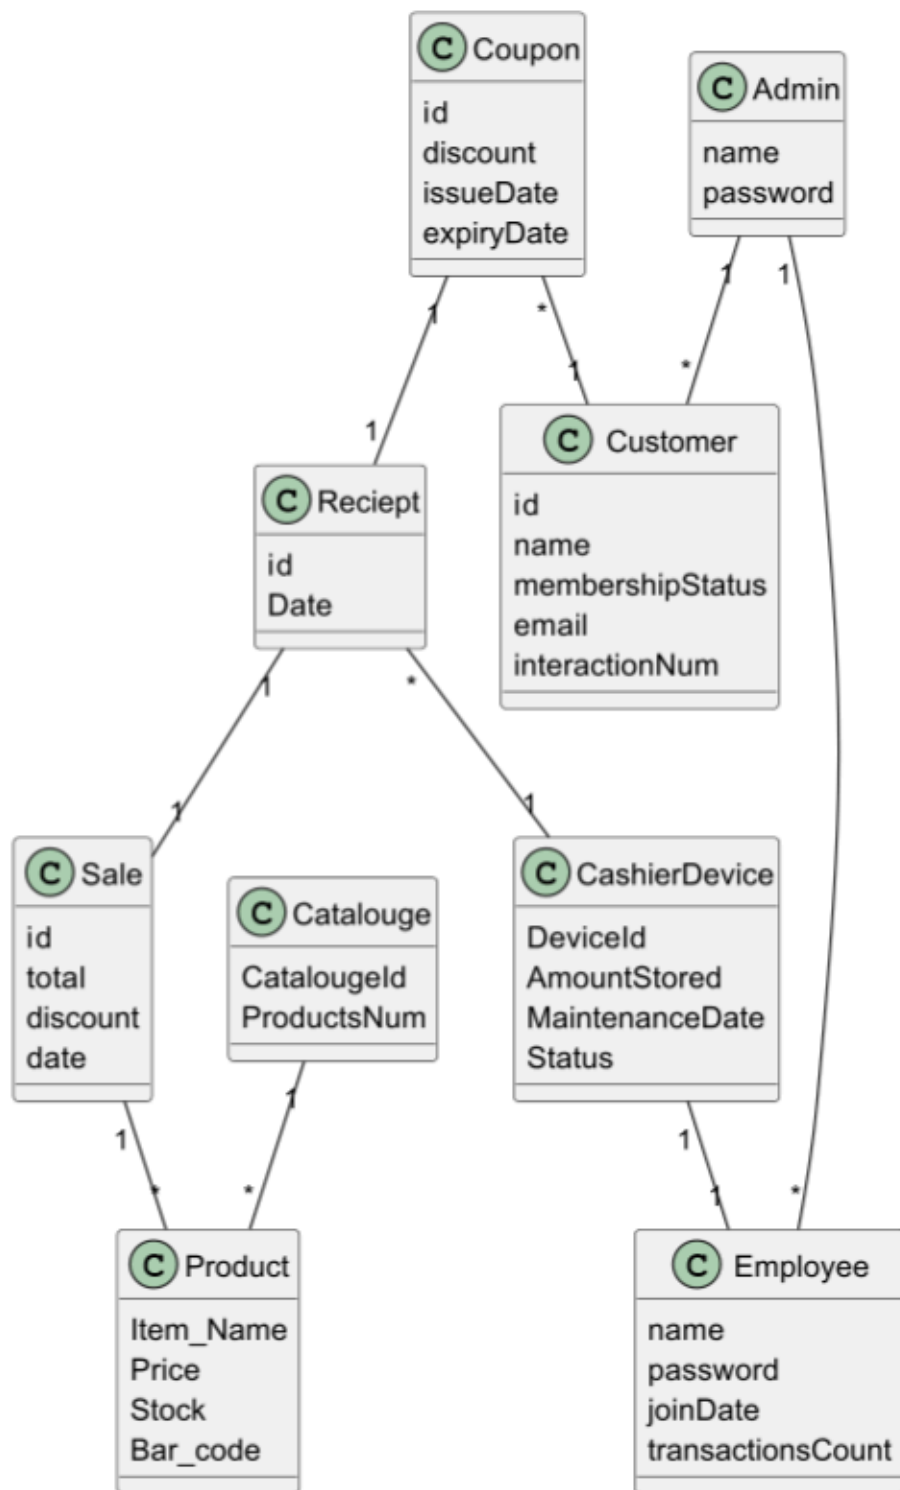 C Coupon
id
discount
issueDate
expiryDate
C Admin
name
password
1
*
1
1
1
1
*
C Reciept
id
Date
C Customer
id
name
membershipStatus
email
interactionNum
1
*
1
1
C Sale
id
total
discount
date
C Catalouge
CatalougeId
ProductsNum
C CashierDevice
DeviceId
AmountStored
MaintenanceDate
Status
1
1
1
*
*
1
*
C Product
Item_Name
Price
Stock
Bar_code
C Employee
name
password
joinDate
transactionsCount